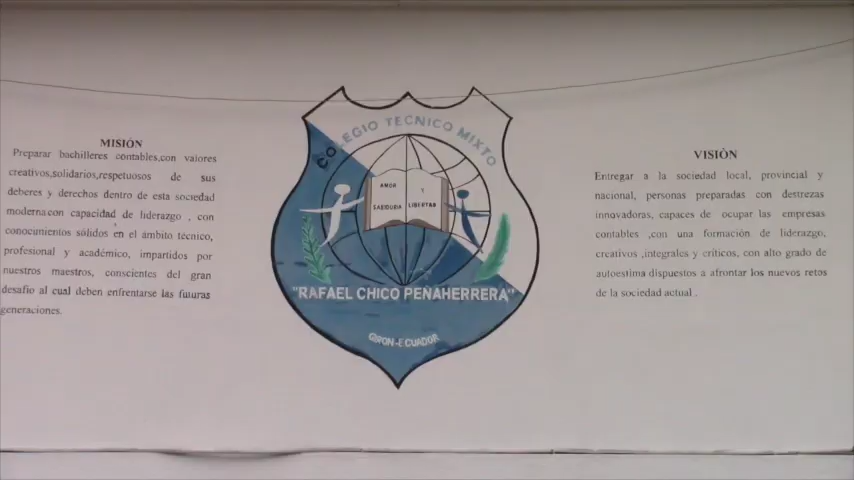 MISIÓN
Preparar bachilleres contables,con valores
creativos,solidarios,respetuosos de sus
deberes y derechos dentro de esta sociedad
moderna con capacidad de liderazgo , con
conocimientos sólidos en el ámbito técnico,
profesional y académico, impartidos por
nuestros maestros, conscientes del gran
desafío al cual deben enfrentarse las futuras
generaciones.
COLEGIO TECNICO MIXTO
AMOR Y
SABIDURIA LIBERTAD
"RAFAEL CHICO PEÑAHERRERA"
GIRON-ECUADOR
VISIÓN
Entregar a la sociedad local, provincial y
nacional, personas preparadas con destrezas
innovadoras, capaces de ocupar las empresas
contables ,con una formación de liderazgo,
creativos ,integrales y críticos, con alto grado de
autoestima dispuestos a afrontar los nuevos retos
de la sociedad actual .